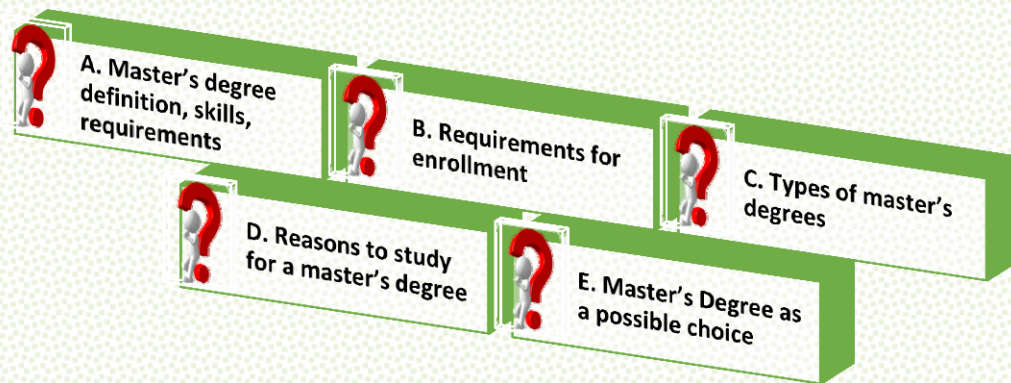 A. Master’s degree
definition, skills,
requirements
B. Requirements for
enrollment
C. Types of master’s
degrees
D. Reasons to study
for a master’s degree
E. Master’s Degree as
a possible choice